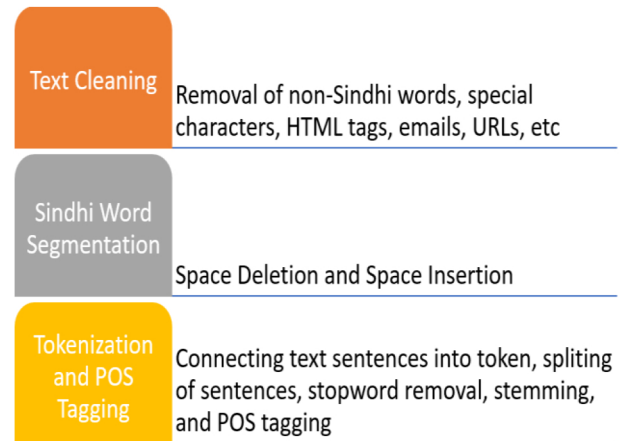 Text Cleaning
Removal of non-Sindhi words, special
characters, HTML tags, emails, URLs, etc
Sindhi Word
Segmentation
Space Deletion and Space Insertion
Tokenization
and POS
Tagging
Connecting text sentences into token, spliting
of sentences, stopword removal, stemming,
and POS tagging